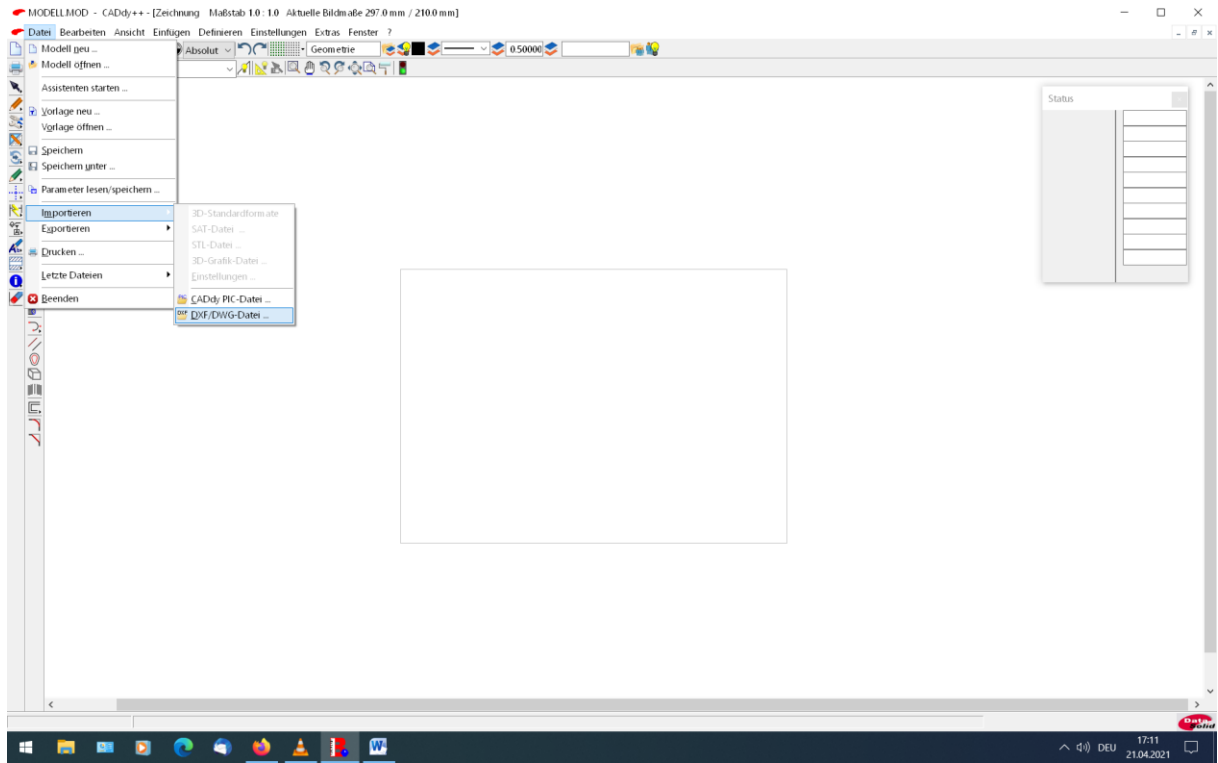 MODELL.MOD - CADdy++ - [Zeichnung Maßstab 1.0 : 1.0 Aktuelle Bildmaße 297.0 mm / 210.0 mm]
Datei Bearbeiten Ansicht Einfügen Definieren Einstellungen Extras Fenster ?
Modell neu ...
Absolut
Geometrie
0.50000
Modell öffnen ...
Assistenten starten ...
Status
Vorlage neu ...
Vorlage öffnen ...
Speichern
Speichern unter ...
Parameter lesen/speichern ...
Importieren
3D-Standardformate
Exportieren
SAT-Datei ...
STL-Datei ...
Drucken ...
3D-Grafik-Datei ...
Letzte Dateien
Einstellungen ...
Beenden
CADdy PIC-Datei ...
DXF/DWG-Datei ...
Data
Solid
DEU
17:11
21.04.2021